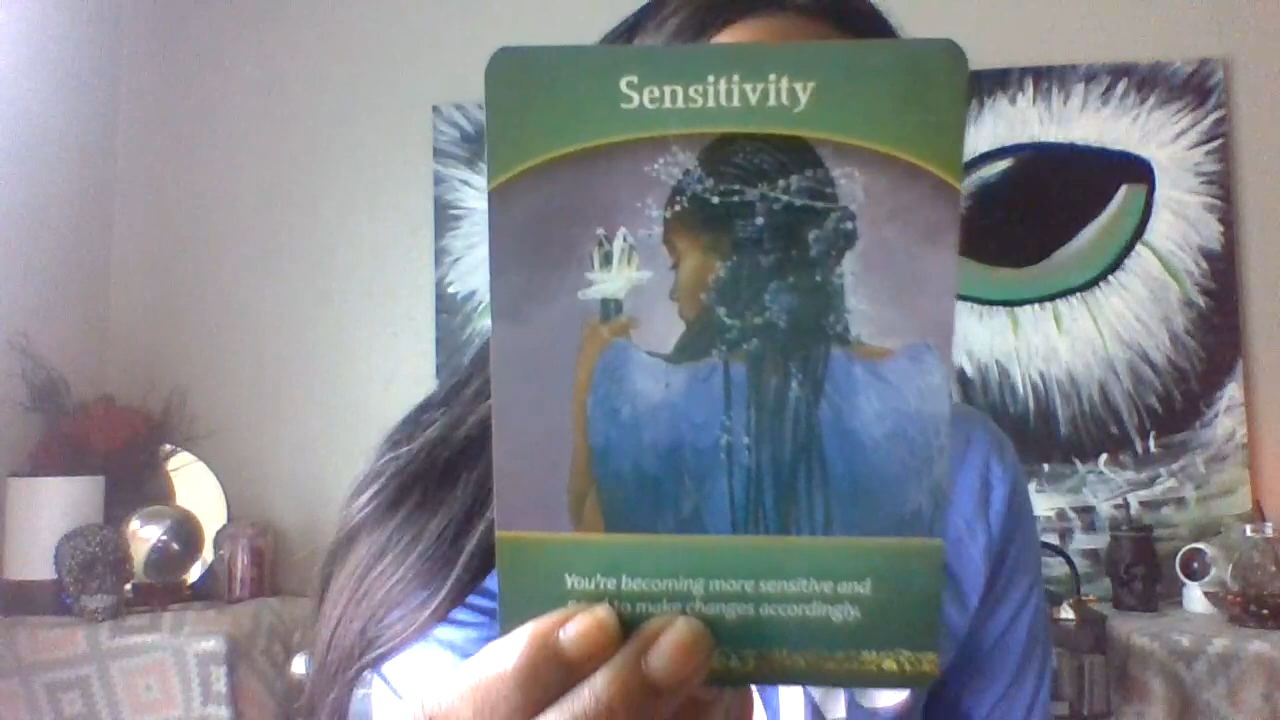 Sensitivity
You're becoming more sensitive and
to make changes accordingly.